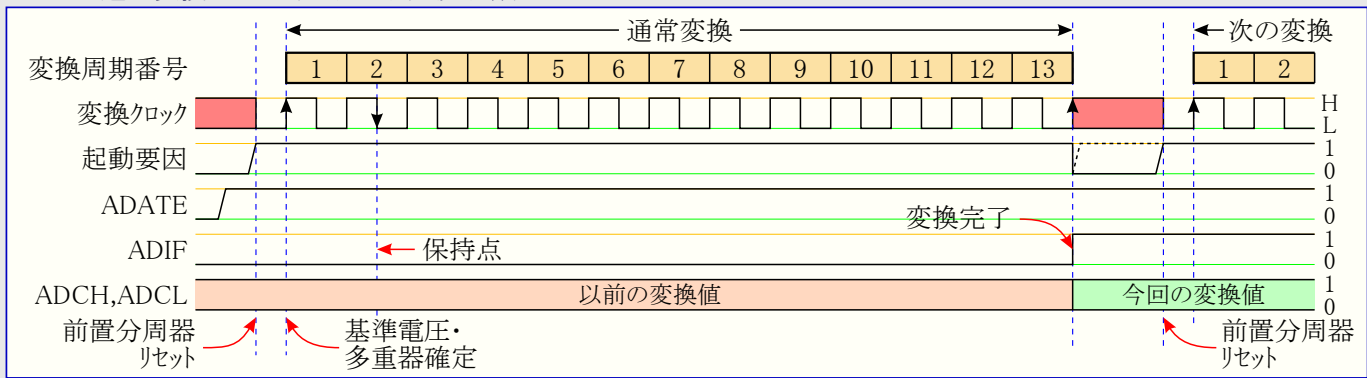 通常変換
次の変換
変換周期番号 1 2 3 4 5 6 7 8 9 10 11 12 13 1 2
変換クロック H L
起動要因 1 0
ADATE 1 0
変換完了
ADIF 1 0
保持点
ADCH,ADCL 以前の変換値 今回の変換値 1 0
前置分周器
リセット
基準電圧・
多重器確定
前置分周器
リセット